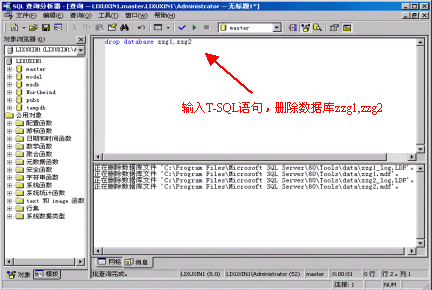 SQL 查询分析器 - [查询 — LIXUXIN1.master.LIXUXIN1\Administrator — 无标题1*]
文件(F) 编辑(E) 查询(Q) 工具(T) 窗口(W) 帮助(H)
master
对象浏览器
LIXUXIN1 (LIXUXIN1\
LIXUXIN1
master
model
msdb
Northwind
pubs
tempdb
公用对象
配置函数
游标函数
日期和时间函数
数学函数
聚合函数
元数据函数
安全函数
字符串函数
系统函数
系统统计函数
text 和 image 函数
行集
系统数据类型
对象 模板
drop database zzg1,zzg2
输入T-SQL语句，删除数据库zzg1,zzg2
正在删除数据库文件 'C:\Program Files\Microsoft SQL Server\80\Tools\data\zzg1_log.LDF'。
正在删除数据库文件 'C:\Program Files\Microsoft SQL Server\80\Tools\data\zzg1.mdf'。
正在删除数据库文件 'C:\Program Files\Microsoft SQL Server\80\Tools\data\zzg2_log.LDF'。
正在删除数据库文件 'C:\Program Files\Microsoft SQL Server\80\Tools\data\zzg2.mdf'。
网格 消息
批查询完成。 LIXUXIN1 (8.0) LIXUXIN1\Administrator (52) master 0:00:01 0 行 行 2，列 1
连接: 1 NUM